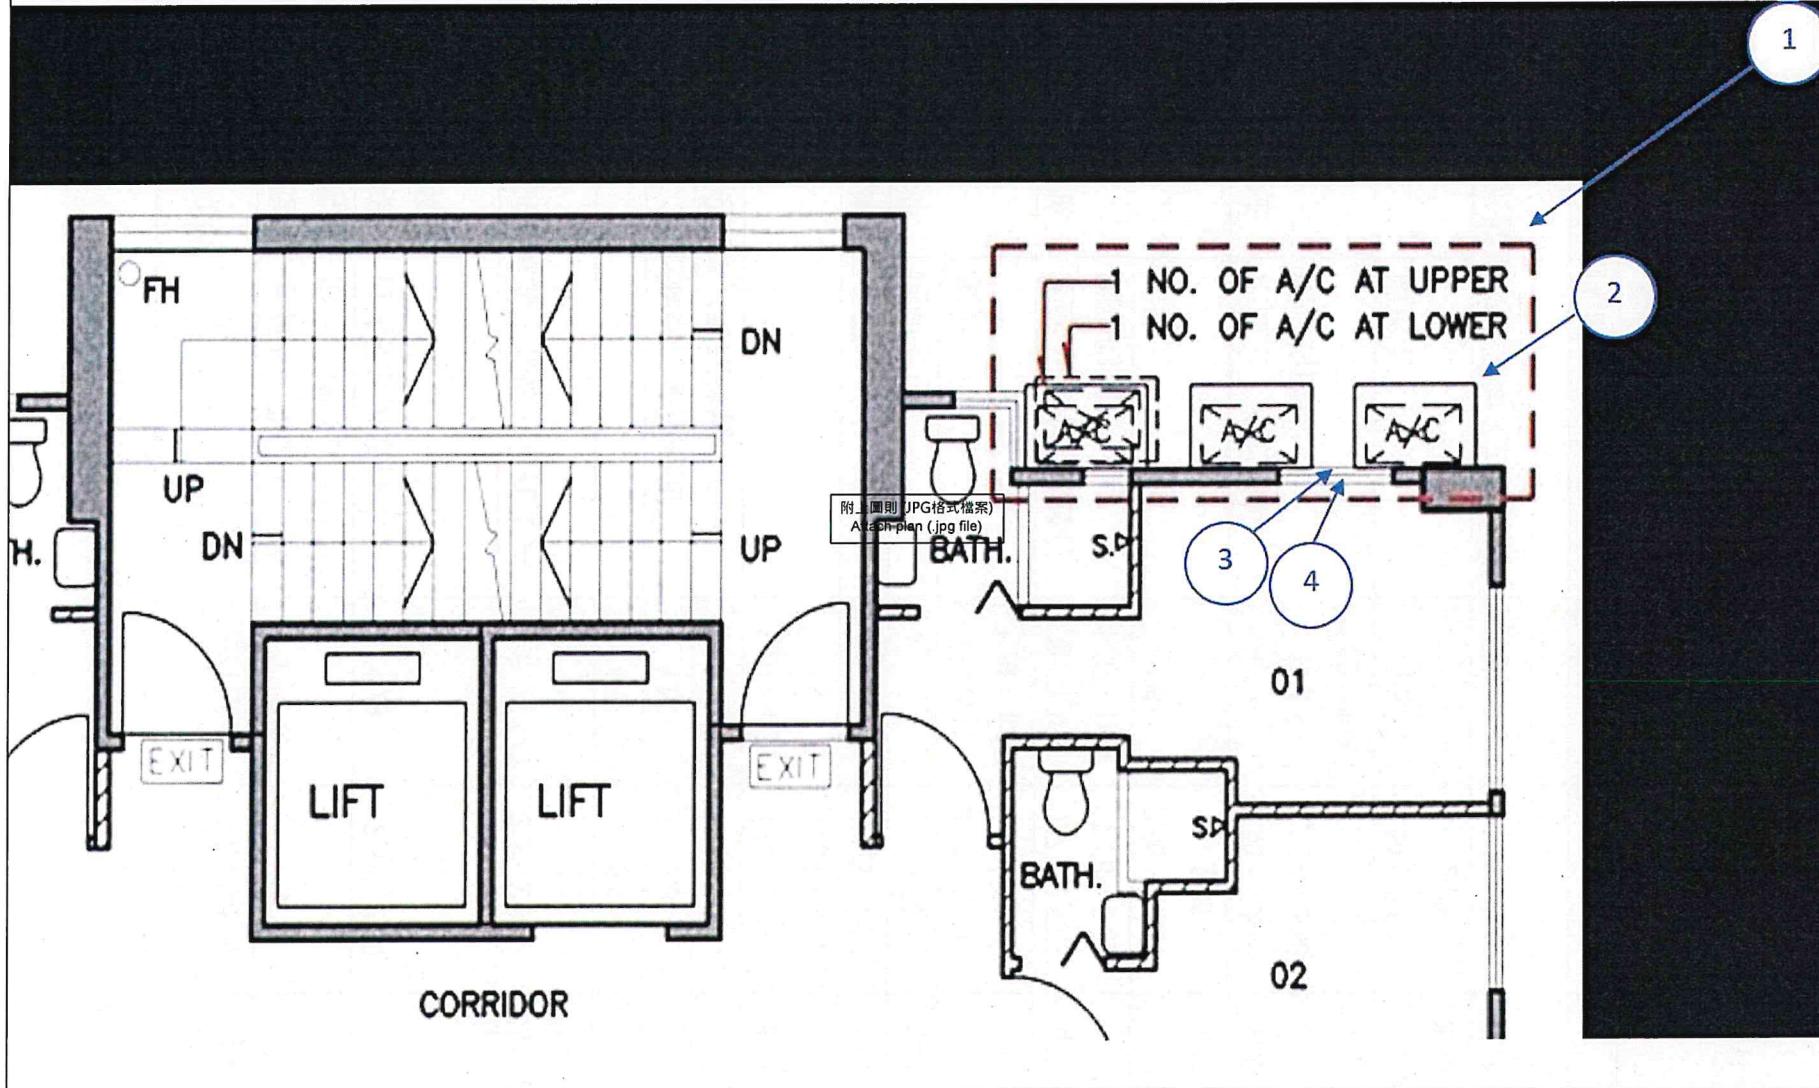 1
1 NO. OF A/C AT UPPER
2
1 NO. OF A/C AT LOWER
FH
DN
A/C
A/C
A/C
UP
附上圖則 (JPG格式檔案)
Attach plan (.jpg file)
DN
UP
H.
BATH.
S.
3
4
01
EXIT
EXIT
LIFT
LIFT
S
BATH.
02
CORRIDOR